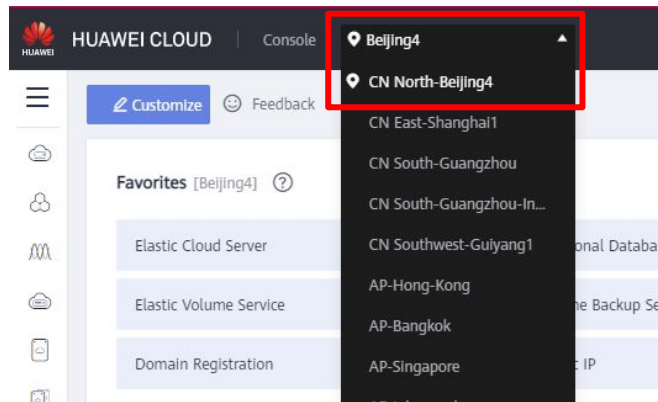 HUAWEI
HUAWEI CLOUD
Console
Beijing4
CN North-Beijing4
CN East-Shanghai1
CN South-Guangzhou
CN South-Guangzhou-In...
CN Southwest-Guiyang1
AP-Hong-Kong
AP-Bangkok
AP-Singapore
Customize
Feedback
Favorites [Beijing4]
Elastic Cloud Server
Elastic Volume Service
Domain Registration
onal Databa
ne Backup Se
IP